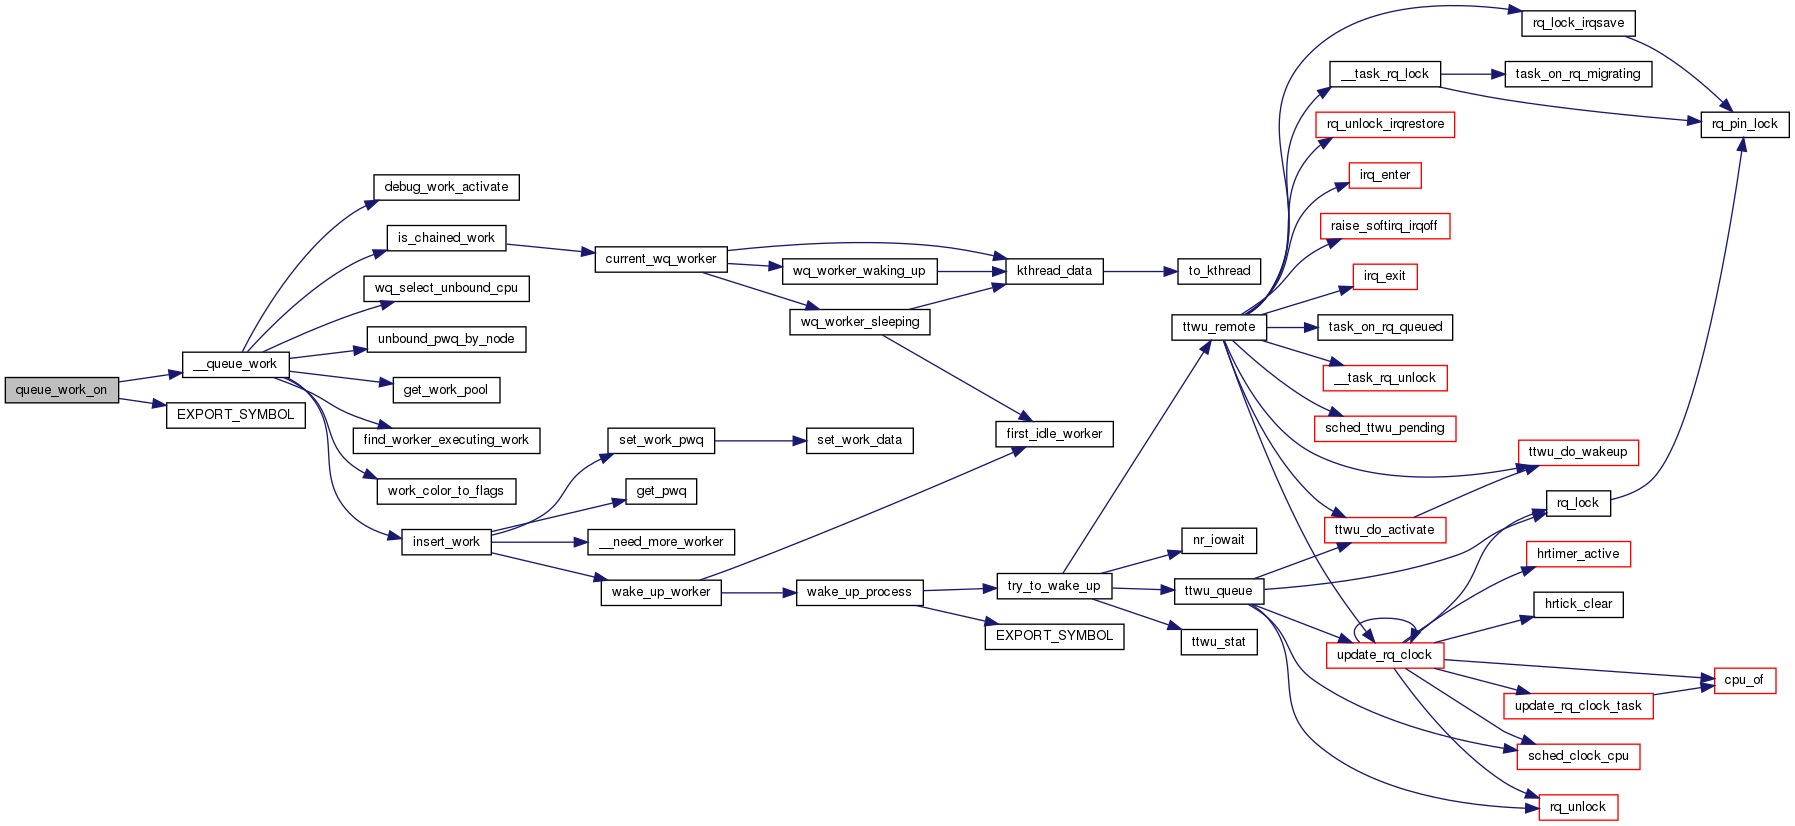 queue_work_on
__queue_work
EXPORT_SYMBOL
debug_work_activate
is_chained_work
wq_select_unbound_cpu
unbound_pwq_by_node
get_work_pool
find_worker_executing_work
work_color_to_flags
insert_work
current_wq_worker
set_work_pwq
get_pwq
__need_more_worker
wake_up_worker
wq_worker_waking_up
wq_worker_sleeping
set_work_data
wake_up_process
kthread_data
first_idle_worker
try_to_wake_up
EXPORT_SYMBOL
to_kthread
ttwu_remote
nr_iowait
ttwu_queue
ttwu_stat
rq_lock_irqsave
__task_rq_lock
task_on_rq_migrating
rq_unlock_irqrestore
rq_pin_lock
irq_enter
raise_softirq_irqoff
irq_exit
task_on_rq_queued
__task_rq_unlock
sched_ttwu_pending
ttwu_do_wakeup
rq_lock
ttwu_do_activate
hrtimer_active
hrtick_clear
update_rq_clock
cpu_of
update_rq_clock_task
sched_clock_cpu
rq_unlock